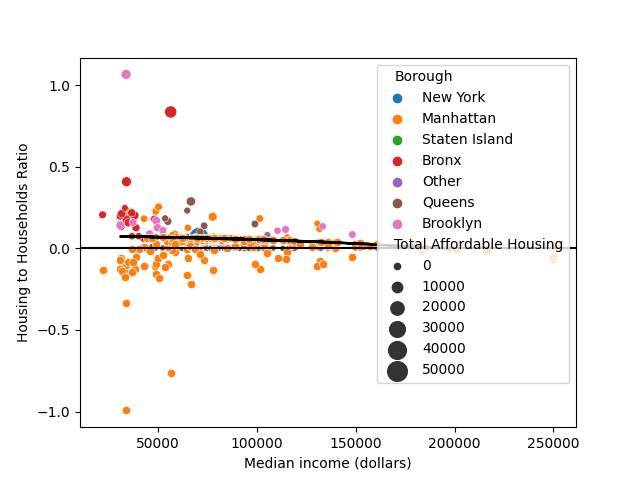 Housing to Households Ratio
1.0
0.5
0.0
−0.5
−1.0
Borough
New York
Manhattan
Staten Island
Bronx
Other
Queens
Brooklyn
Total Affordable Housing
0
10000
20000
30000
40000
50000
50000 100000 150000 200000 250000
Median income (dollars)